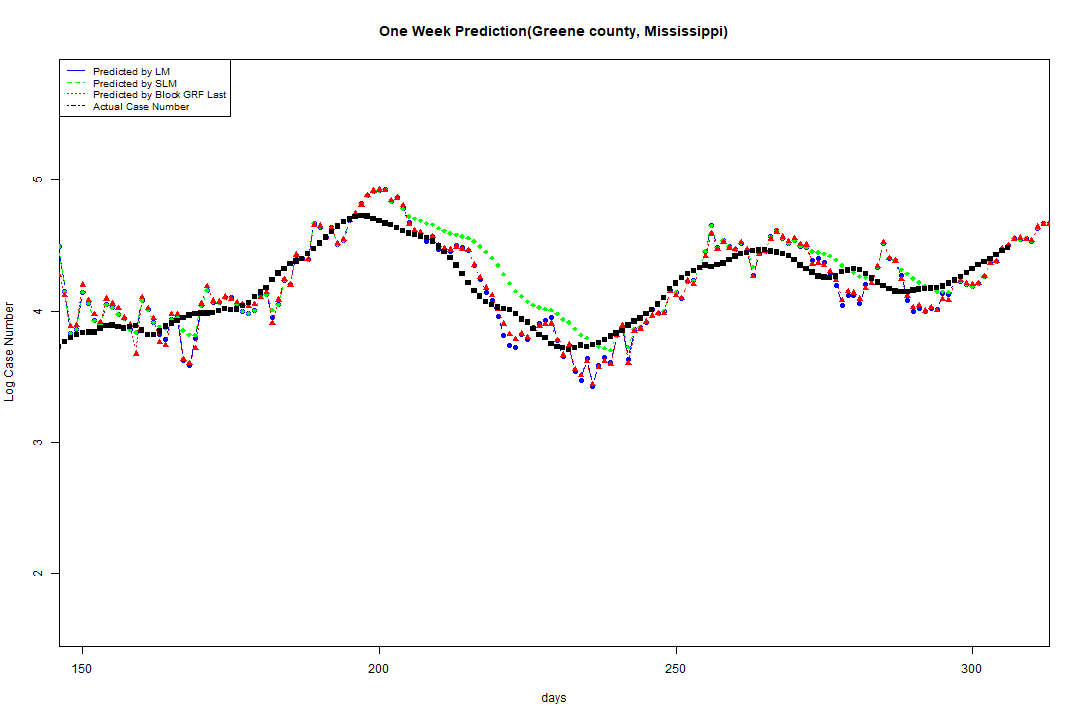 One Week Prediction(Greene county, Mississippi)
Predicted by LM
Predicted by SLM
Predicted by Block GRF Last
Actual Case Number
5
4
3
2
Log Case Number
150 200 250 300
days